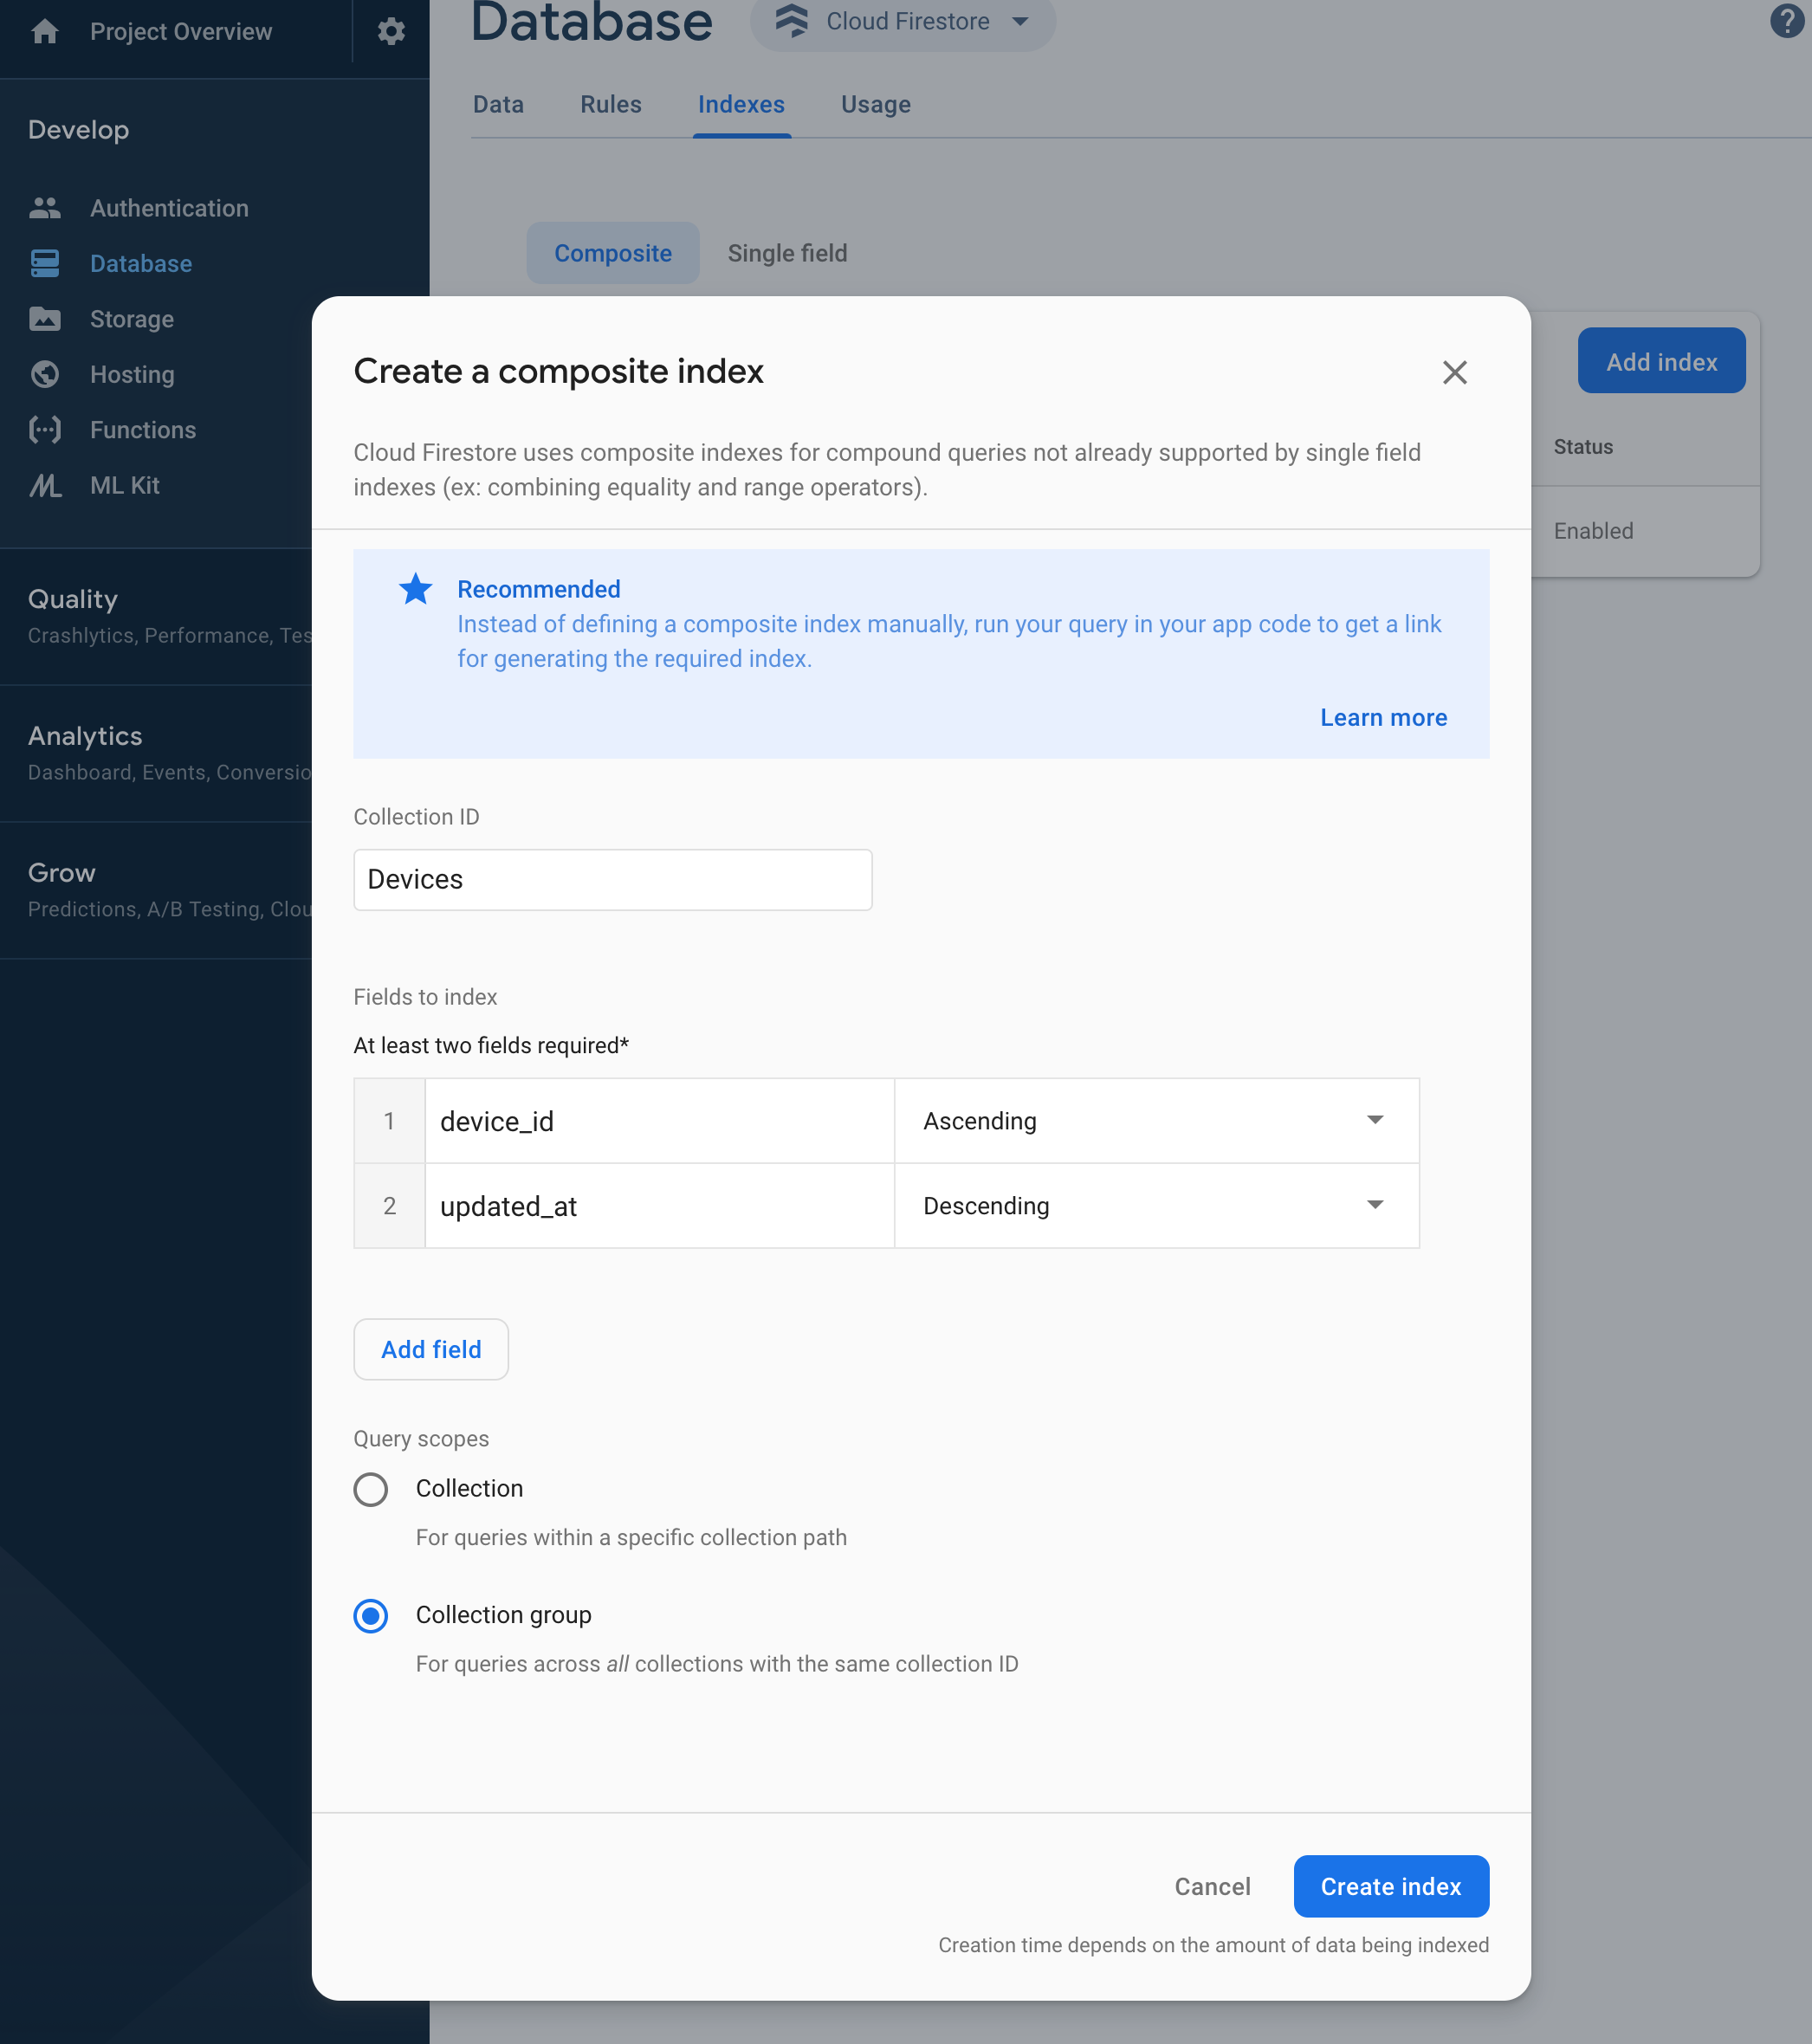 Project Overview
Develop
Authentication
Database
Storage
Hosting
Functions
ML Kit
Quality
Crashlytics, Performance,
Analytics
Dashboard, Events,
Grow
Predictions, A/B Testing,
Database
Cloud Firestore
Data Rules Indexes Usage
Composite Single field
Add index
Status
Enabled
Create a composite index
Cloud Firestore uses composite indexes for compound queries not already supported by single field
indexes (ex: combining equality and range operators).
Recommended
Instead of defining a composite index manually, run your query in your app code to get a link
for generating the required index.
Learn more
Collection ID
Devices
Fields to index
At least two fields required*
1 device_id Ascending
2 updated_at Descending
Add field
Query scopes
Collection
For queries within a specific collection path
Collection group
For queries across all collections with the same collection ID
Cancel Create index
Creation time depends on the amount of data being indexed